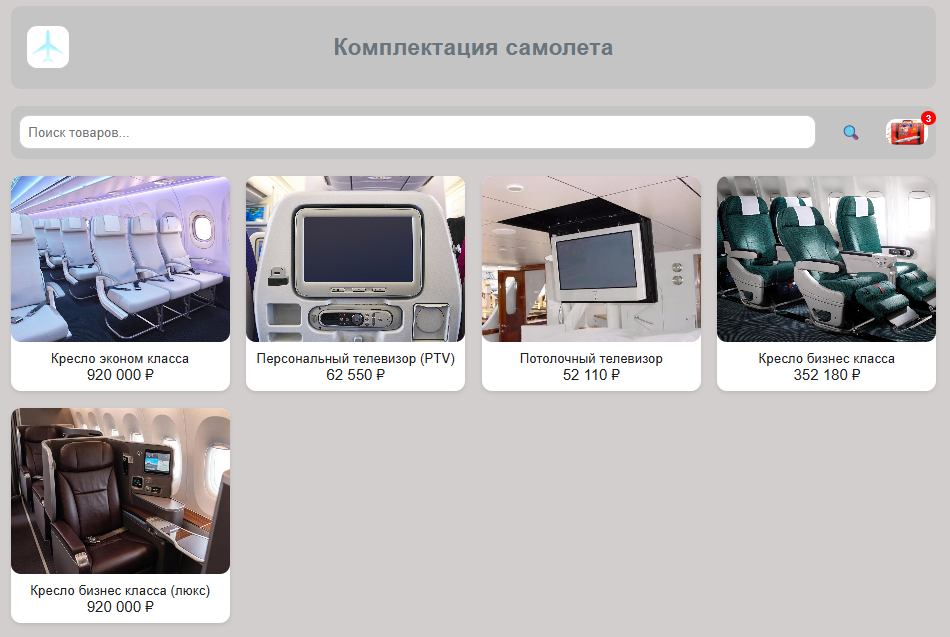 Комплектация самолета
Поиск товаров...
3
Кресло эконом класса
920 000 ₽
Персональный телевизор (PTV)
62 550 ₽
Потолочный телевизор
52 110 ₽
Кресло бизнес класса
352 180 ₽
Кресло бизнес класса (люкс)
920 000 ₽